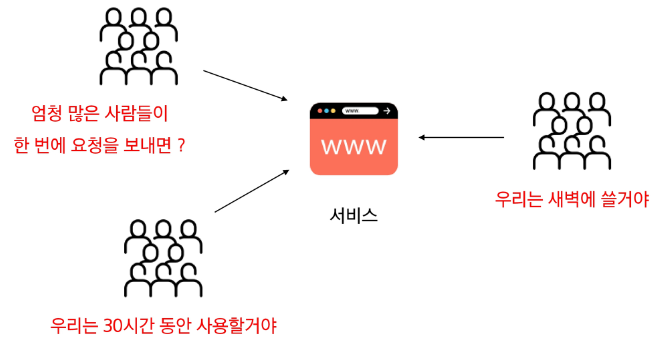 엄청 많은 사람들이
한 번에 요청을 보내면 ?
www
WWW
우리는 새벽에 쓸거야
서비스
우리는 30시간 동안 사용할거야